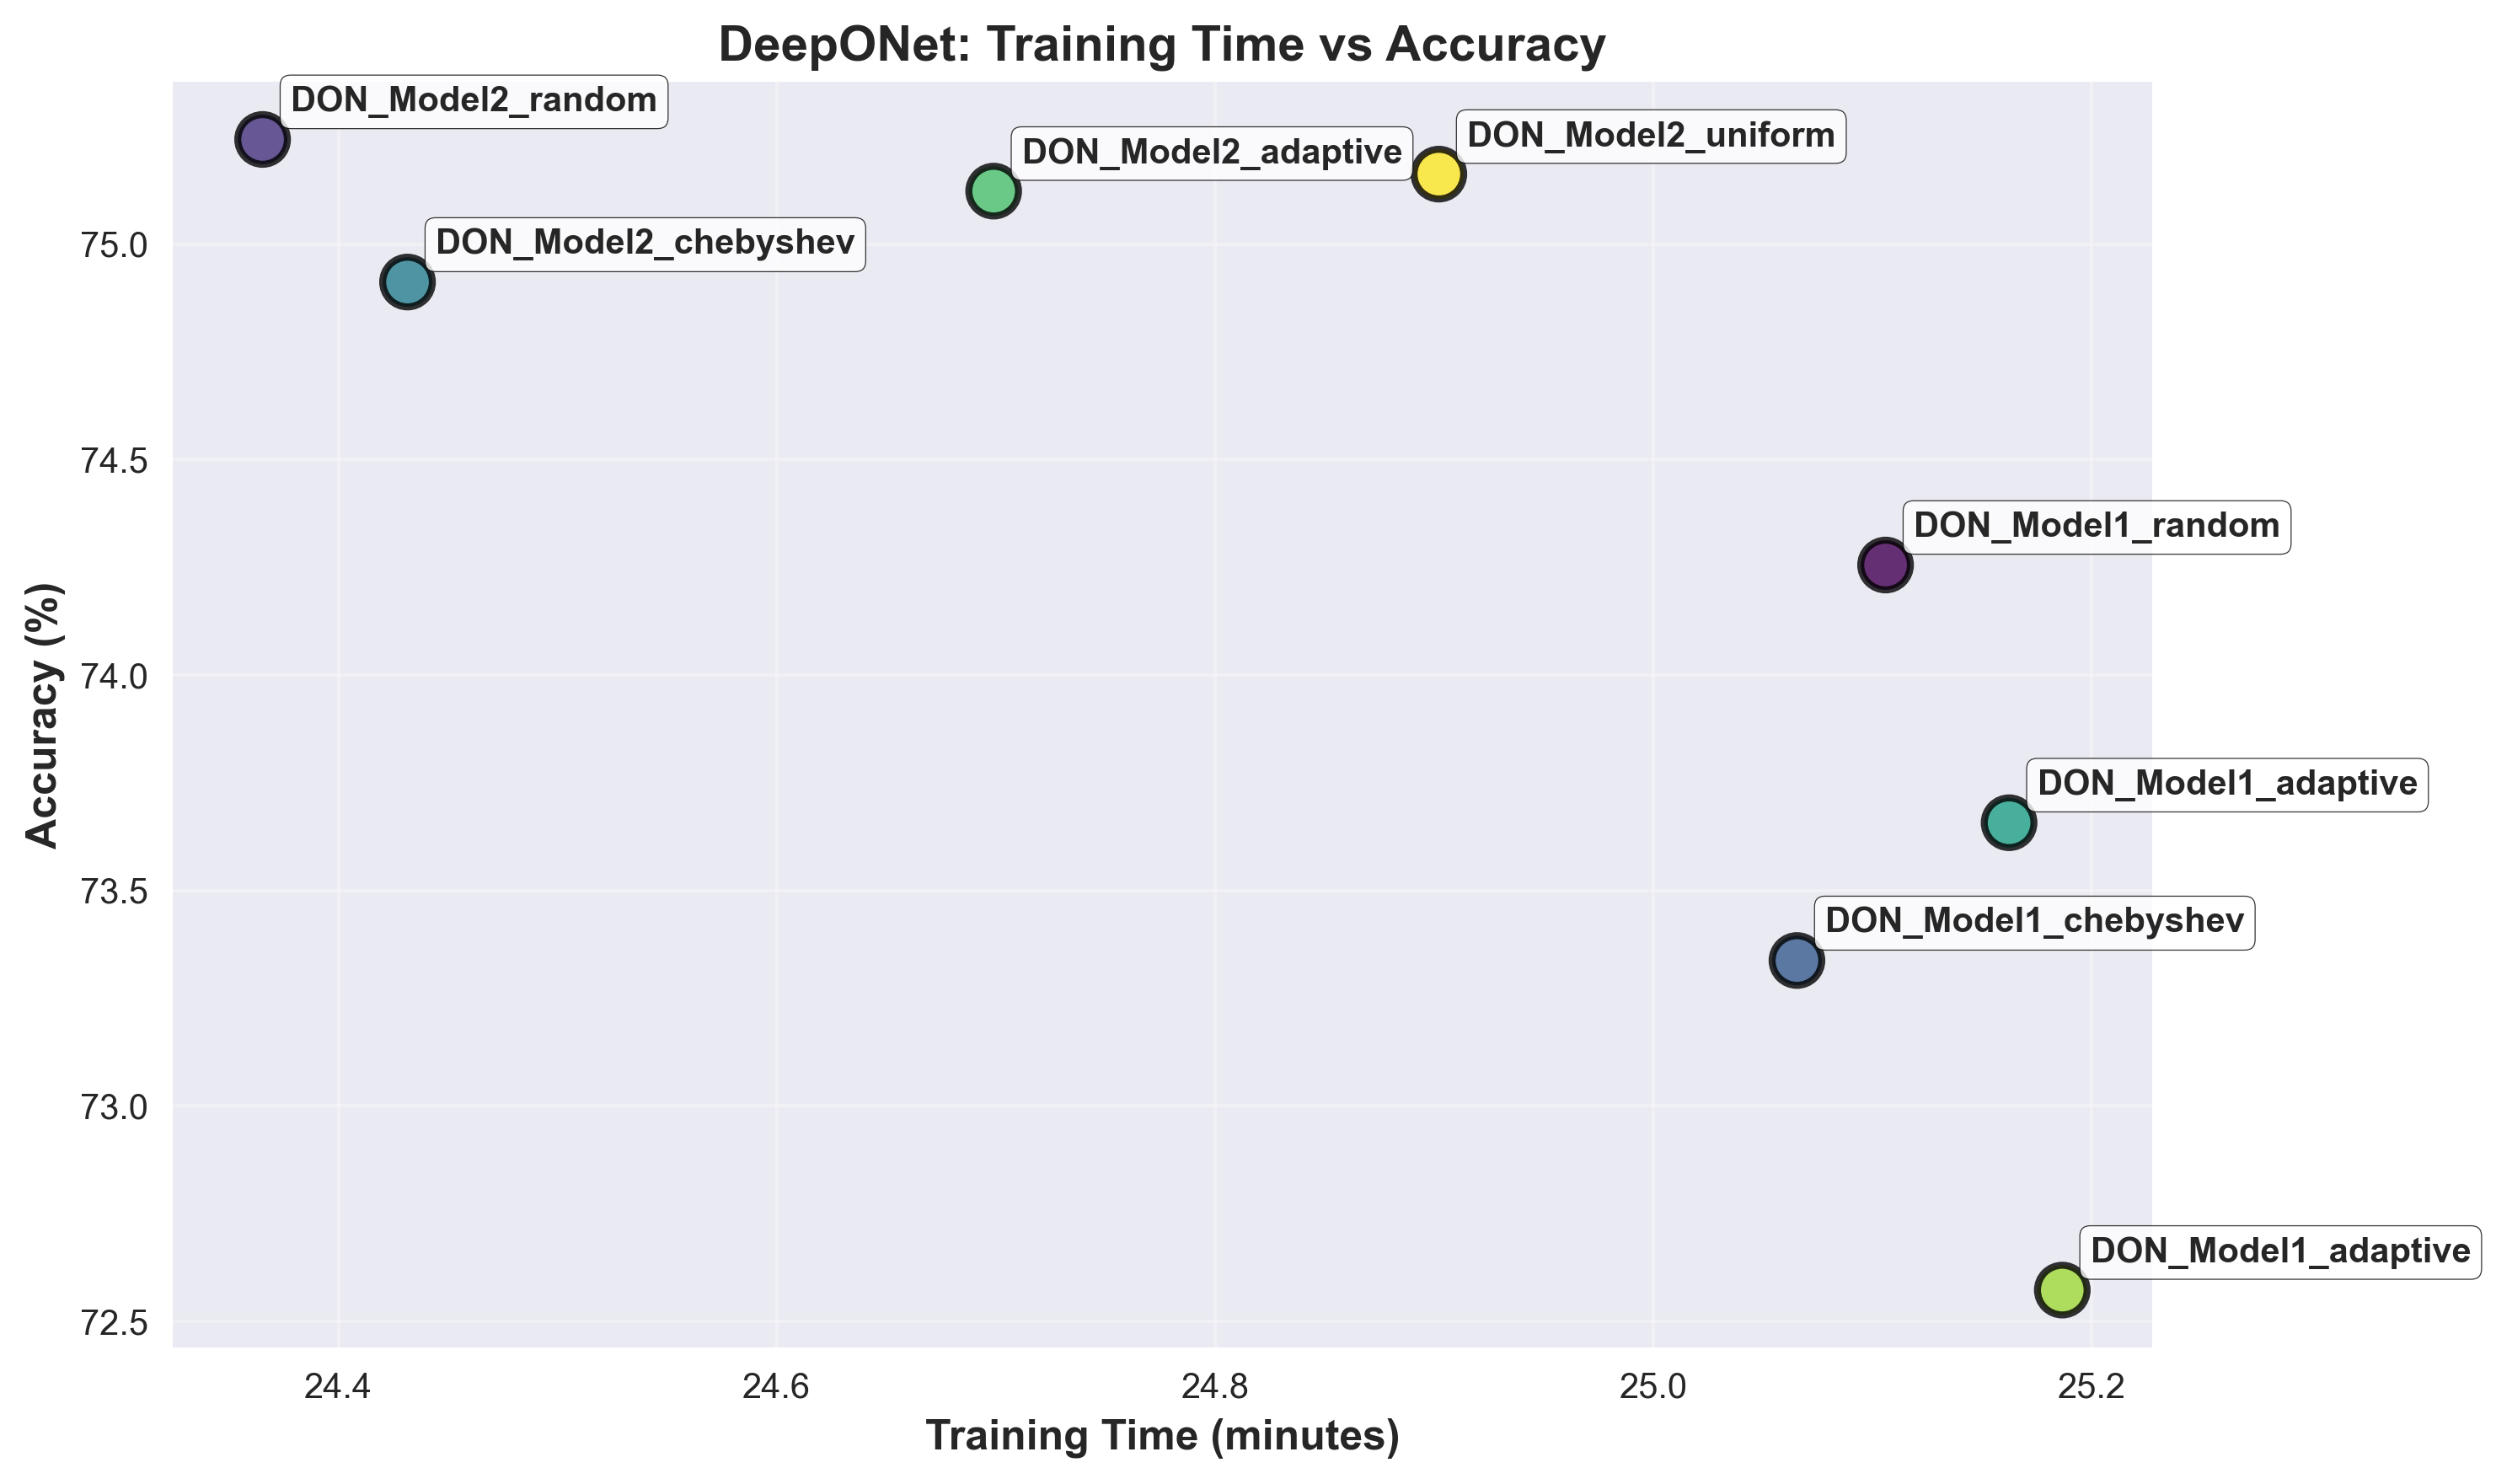 DeepONet: Training Time vs Accuracy
DON_Model2_random
DON_Model2_uniform
DON_Model2_adaptive
DON_Model2_chebyshev
DON_Model1_random
DON_Model1_adaptive
DON_Model1_chebyshev
DON_Model1_adaptive
Accuracy (%)
75.0
74.5
74.0
73.5
73.0
72.5
24.4
24.6
24.8
25.0
25.2
Training Time (minutes)